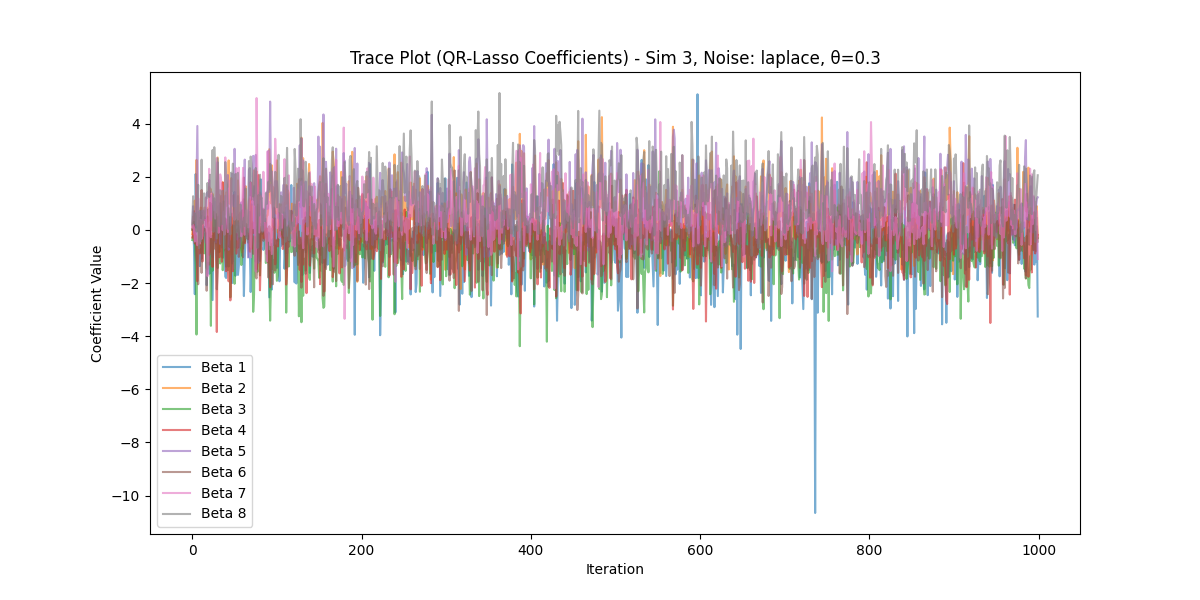 Trace Plot (QR-Lasso Coefficients) - Sim 3, Noise: laplace, θ=0.3
Coefficient Value
4
2
0
−2
−4
−6
−8
−10
Beta 1
Beta 2
Beta 3
Beta 4
Beta 5
Beta 6
Beta 7
Beta 8
0 200 400 600 800 1000
Iteration